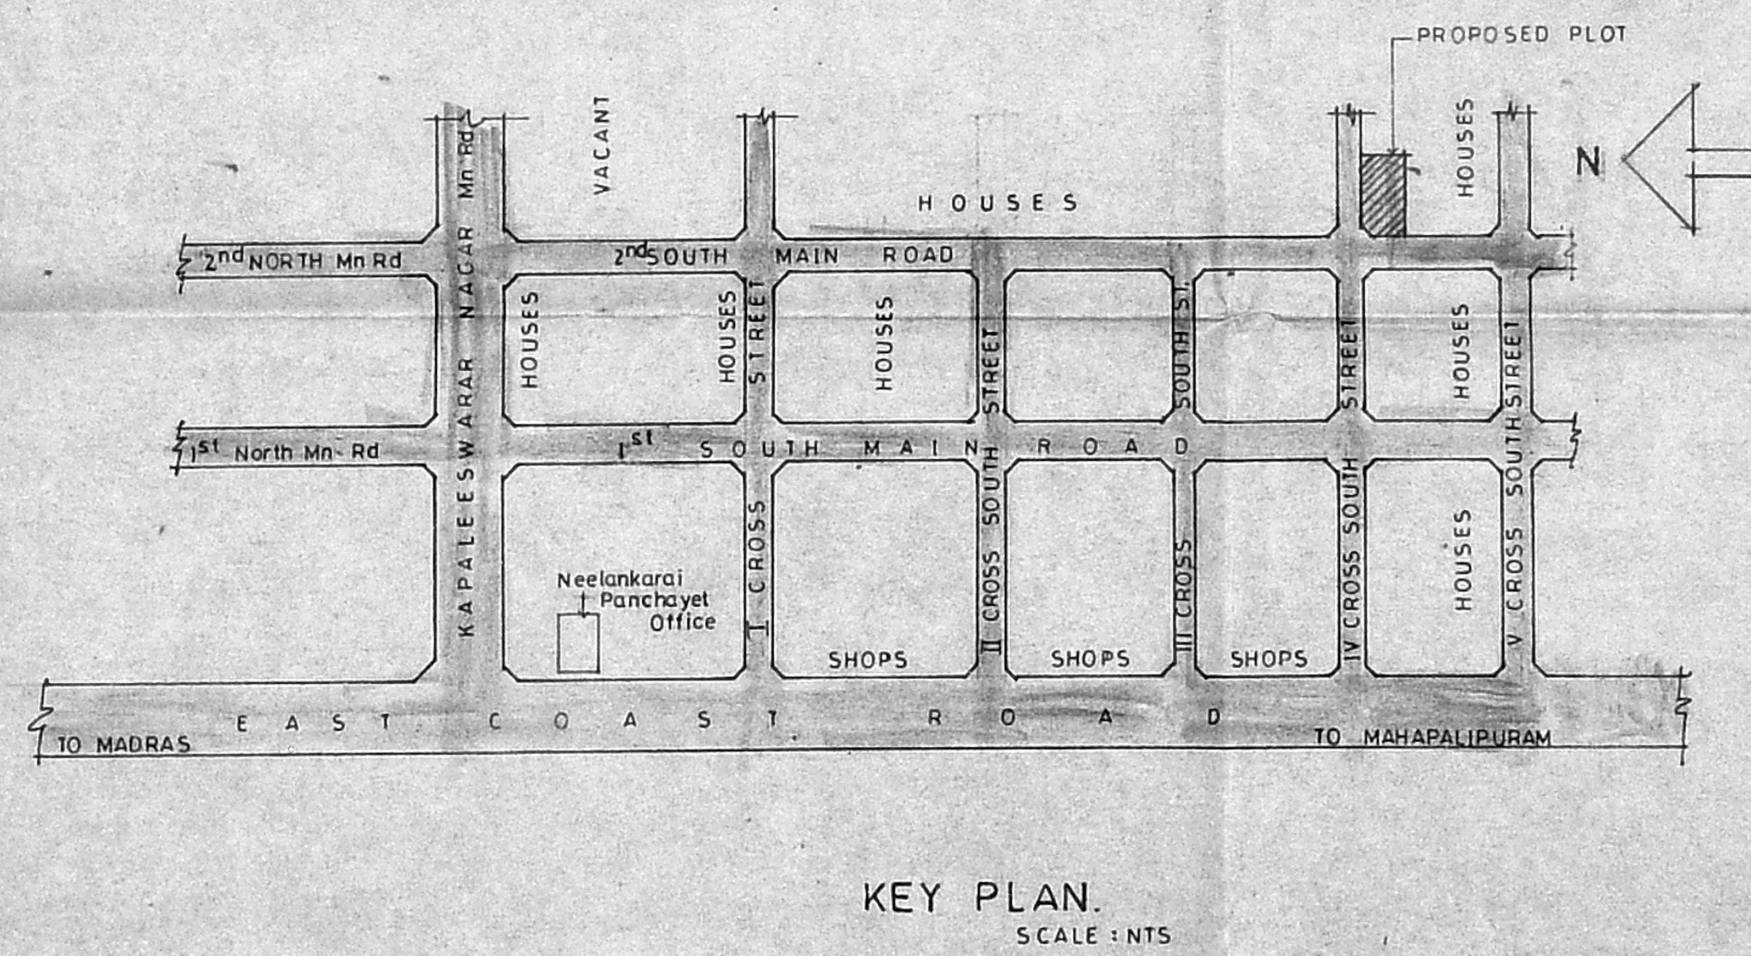 PROPOSED PLOT
N
VACANT
HOUSES
HOUSES
2nd NORTH Mn Rd
2nd SOUTH MAIN ROAD
KAPALEESWARAR NAGAR Mn Rd
HOUSES
HOUSES
HOUSES
HOUSES
1st North Mn Rd
1st SOUTH MAIN ROAD
I CROSS STREET
II CROSS SOUTH STREET
III CROSS SOUTH ST.
IV CROSS SOUTH STREET
V CROSS SOUTH STREET
HOUSES
Neelankarai
Panchayet
Office
SHOPS
SHOPS
SHOPS
EAST COAST ROAD
TO MADRAS
TO MAHAPALIPURAM
KEY PLAN.
SCALE : NTS